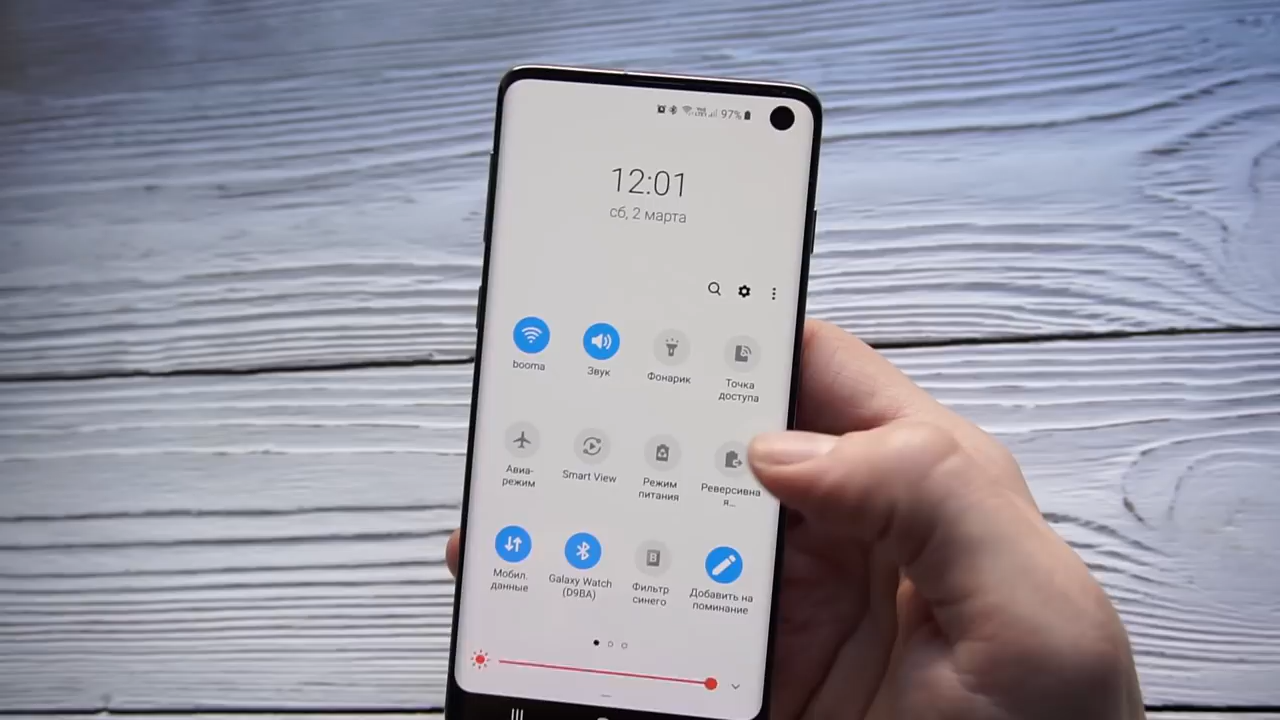 97%
12:01
сб, 2 марта
booma
Звук
Фонарик
Точка
доступа
Авиа-
режим
Smart View
Режим
питания
Реверсивна
я...
Мобил.
данные
Galaxy Watch
(D9BA)
Фильтр
синего
Добавить на
поминание